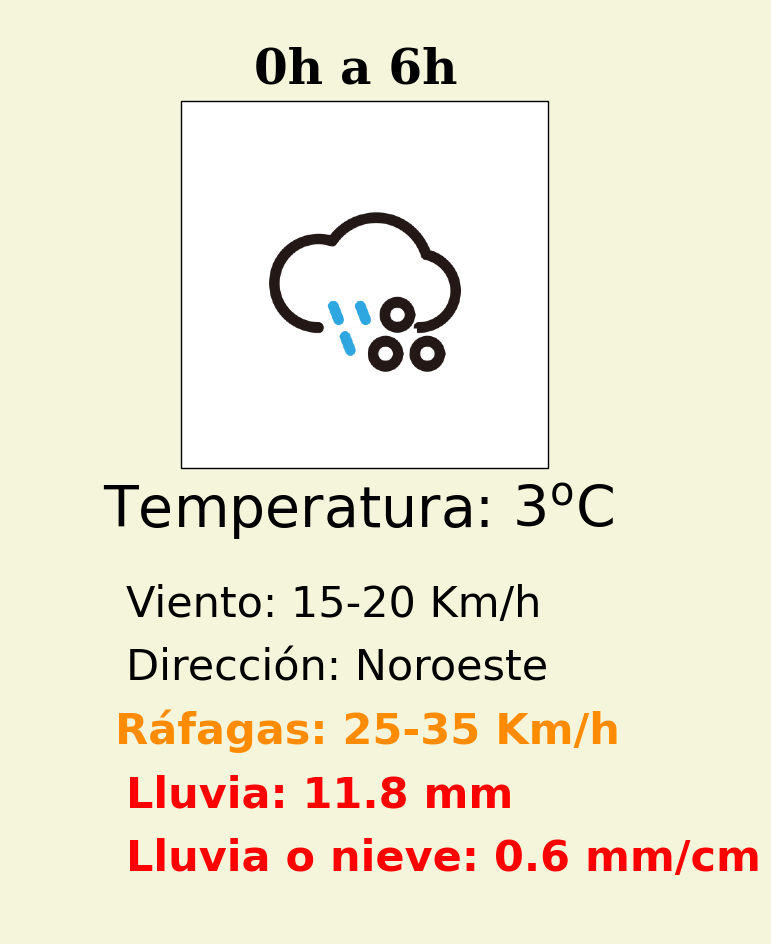 0h a 6h
Temperatura: 3ºC
Viento: 15-20 Km/h
Dirección: Noroeste
Ráfagas: 25-35 Km/h
Lluvia: 11.8 mm
Lluvia o nieve: 0.6 mm/cm